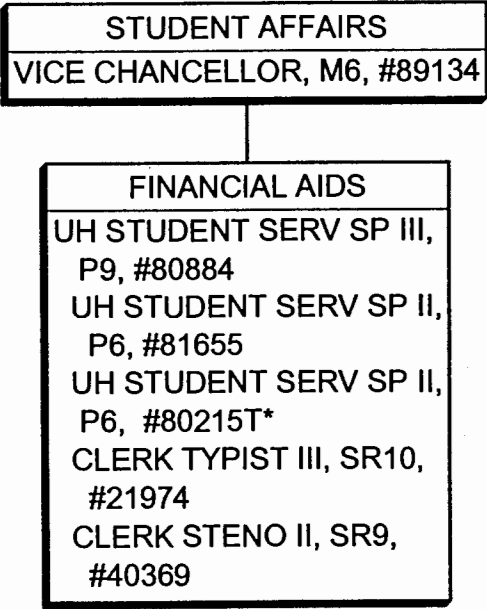 STUDENT AFFAIRS
VICE CHANCELLOR, M6, #89134
FINANCIAL AIDS
UH STUDENT SERV SP III,
P9, #80884
UH STUDENT SERV SP II,
P6, #81655
UH STUDENT SERV SP II,
P6, #80215T*
CLERK TYPIST III, SR10,
#21974
CLERK STENO II, SR9,
#40369